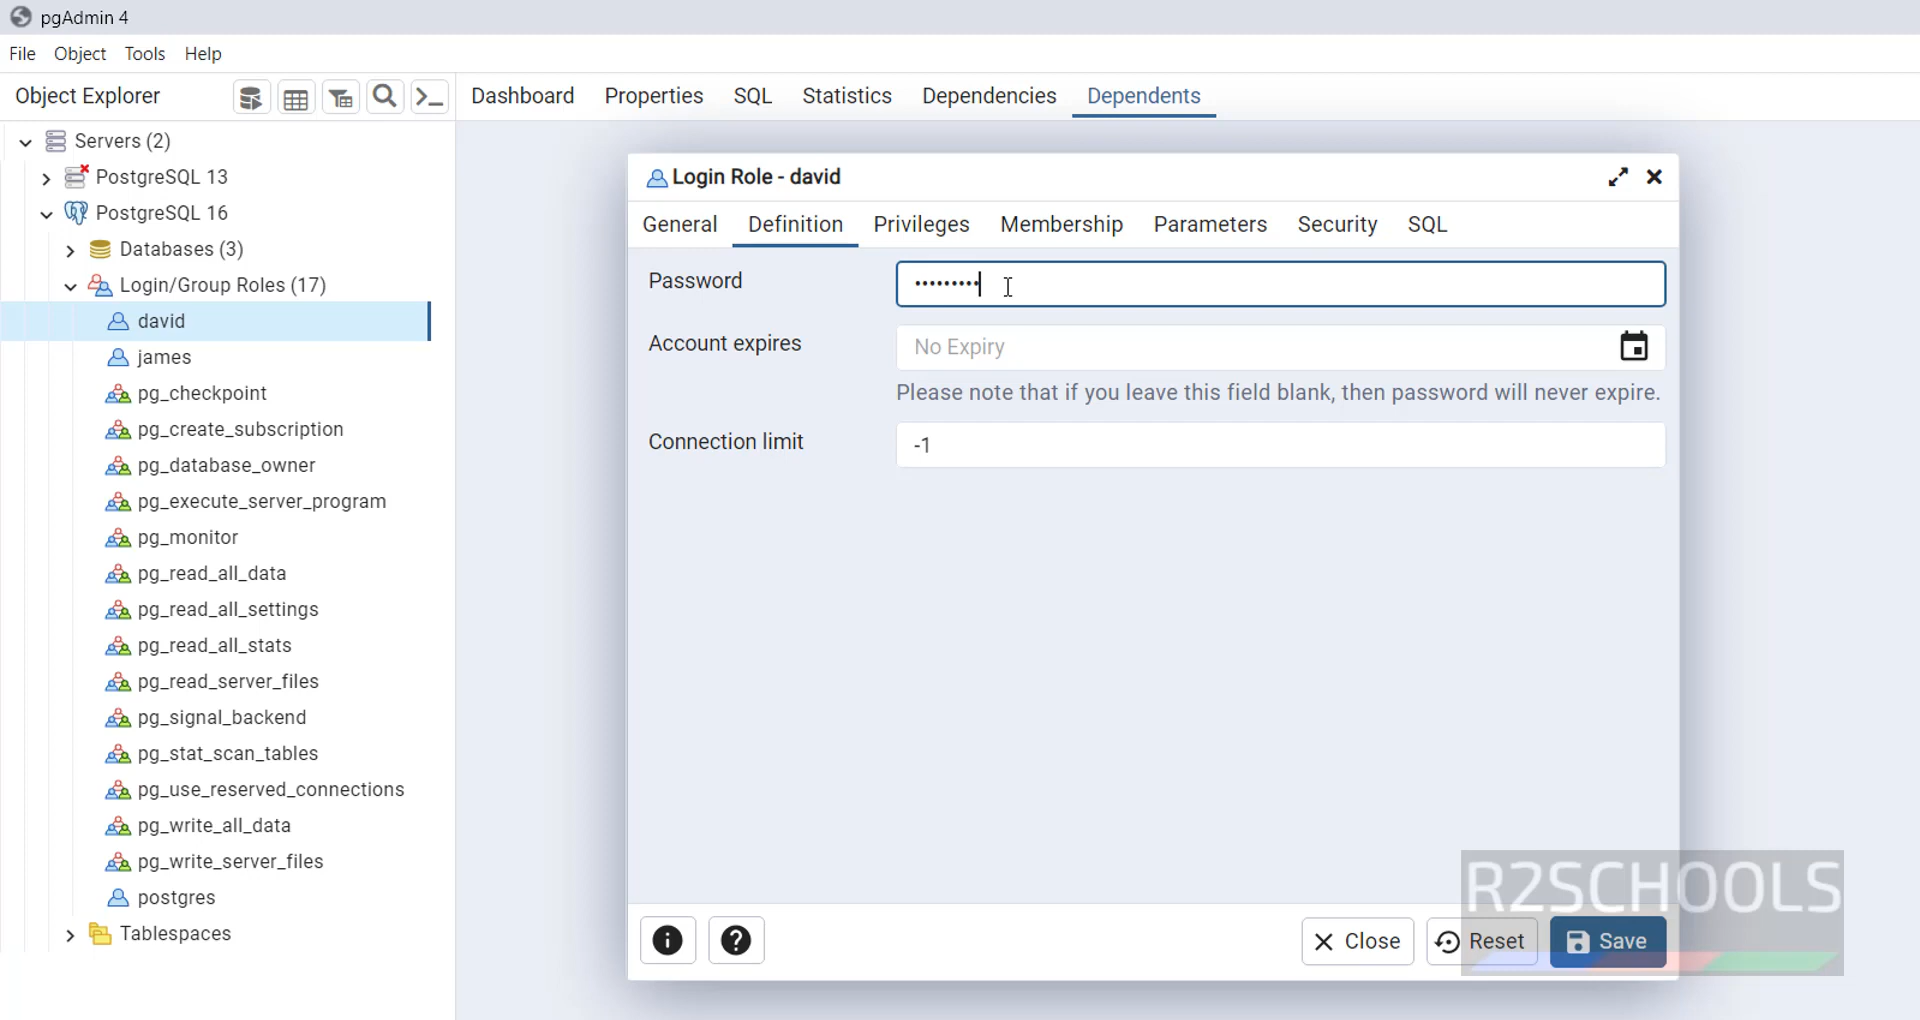 pgAdmin 4
File Object Tools Help
Object Explorer
Dashboard Properties SQL Statistics Dependencies Dependents
Servers (2)
PostgreSQL 13
PostgreSQL 16
Databases (3)
Login/Group Roles (17)
david
james
pg_checkpoint
pg_create_subscription
pg_database_owner
pg_execute_server_program
pg_monitor
pg_read_all_data
pg_read_all_settings
pg_read_all_stats
pg_read_server_files
pg_signal_backend
pg_stat_scan_tables
pg_use_reserved_connections
pg_write_all_data
pg_write_server_files
postgres
Tablespaces
Login Role - david
General Definition Privileges Membership Parameters Security SQL
Password •••••••••
Account expires No Expiry
Please note that if you leave this field blank, then password will never expire.
Connection limit -1
R2SCHOOLS
Close Reset Save